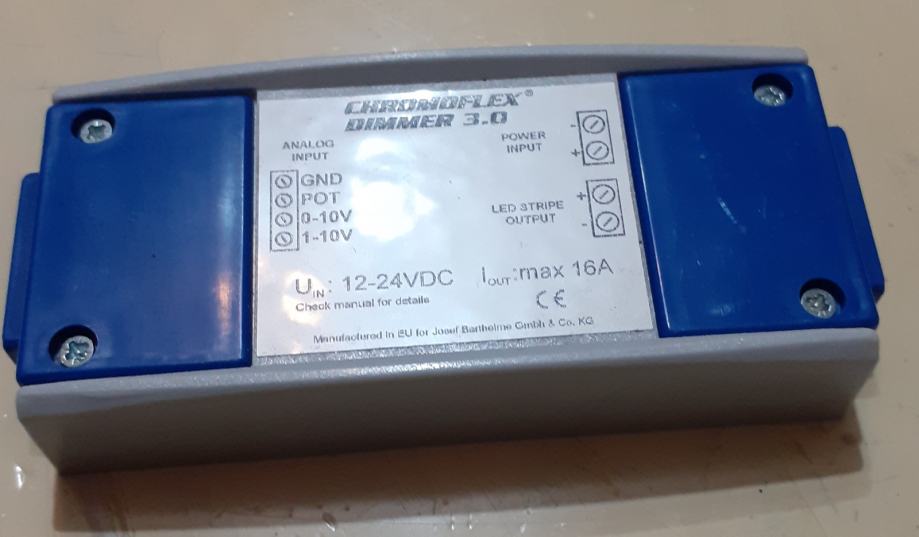 CHROMOFLEX®
DIMMER 3.0
ANALOG
INPUT
GND
POT
0-10V
1-10V
POWER
INPUT
-
+
LED STRIPE
OUTPUT
+
-
UIN: 12-24VDC
IOUT:max 16A
Check manual for details
CE
Manufactured in EU for Josef Barthelme Gmbh & Co. KG